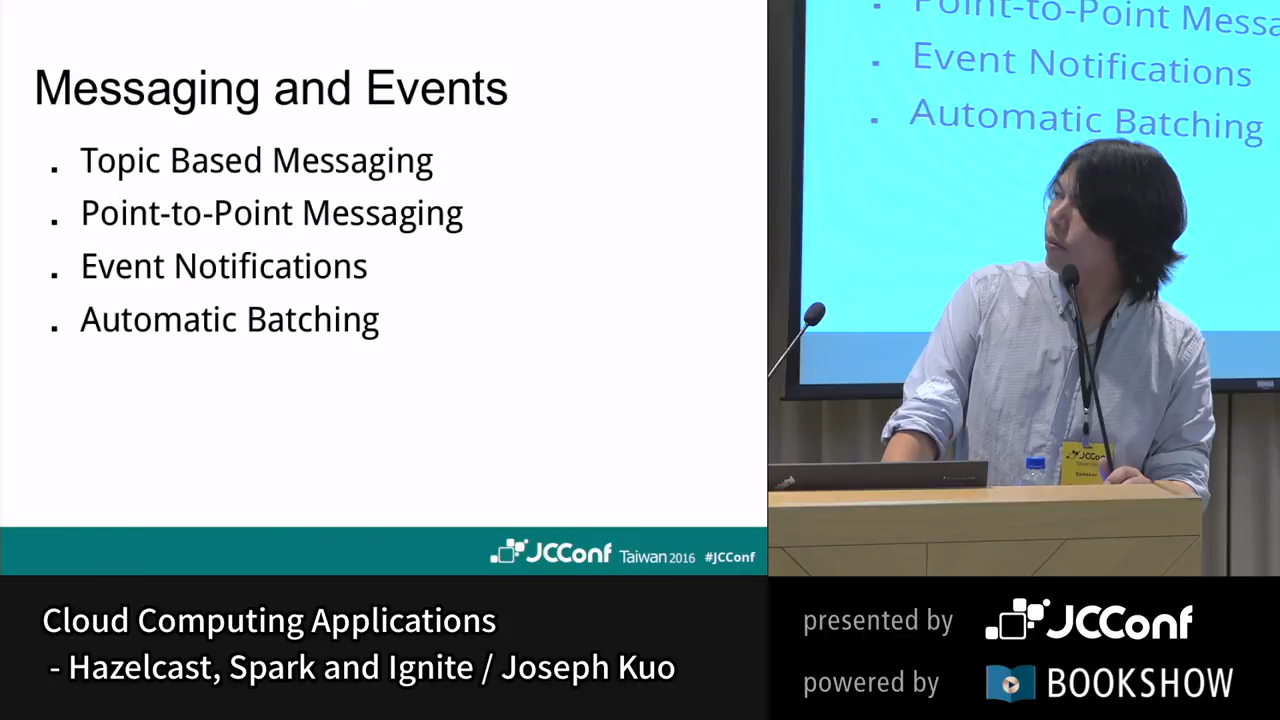 Messaging and Events
. Topic Based Messaging
. Point-to-Point Messaging
. Event Notifications
. Automatic Batching
JCConf Taiwan 2016 #JCConf
Point-to-Point Messa
. Event Notifications
. Automatic Batching
JCConf
Cloud Computing Applications
- Hazelcast, Spark and Ignite / Joseph Kuo
presented by JCConf
powered by BOOKSHOW